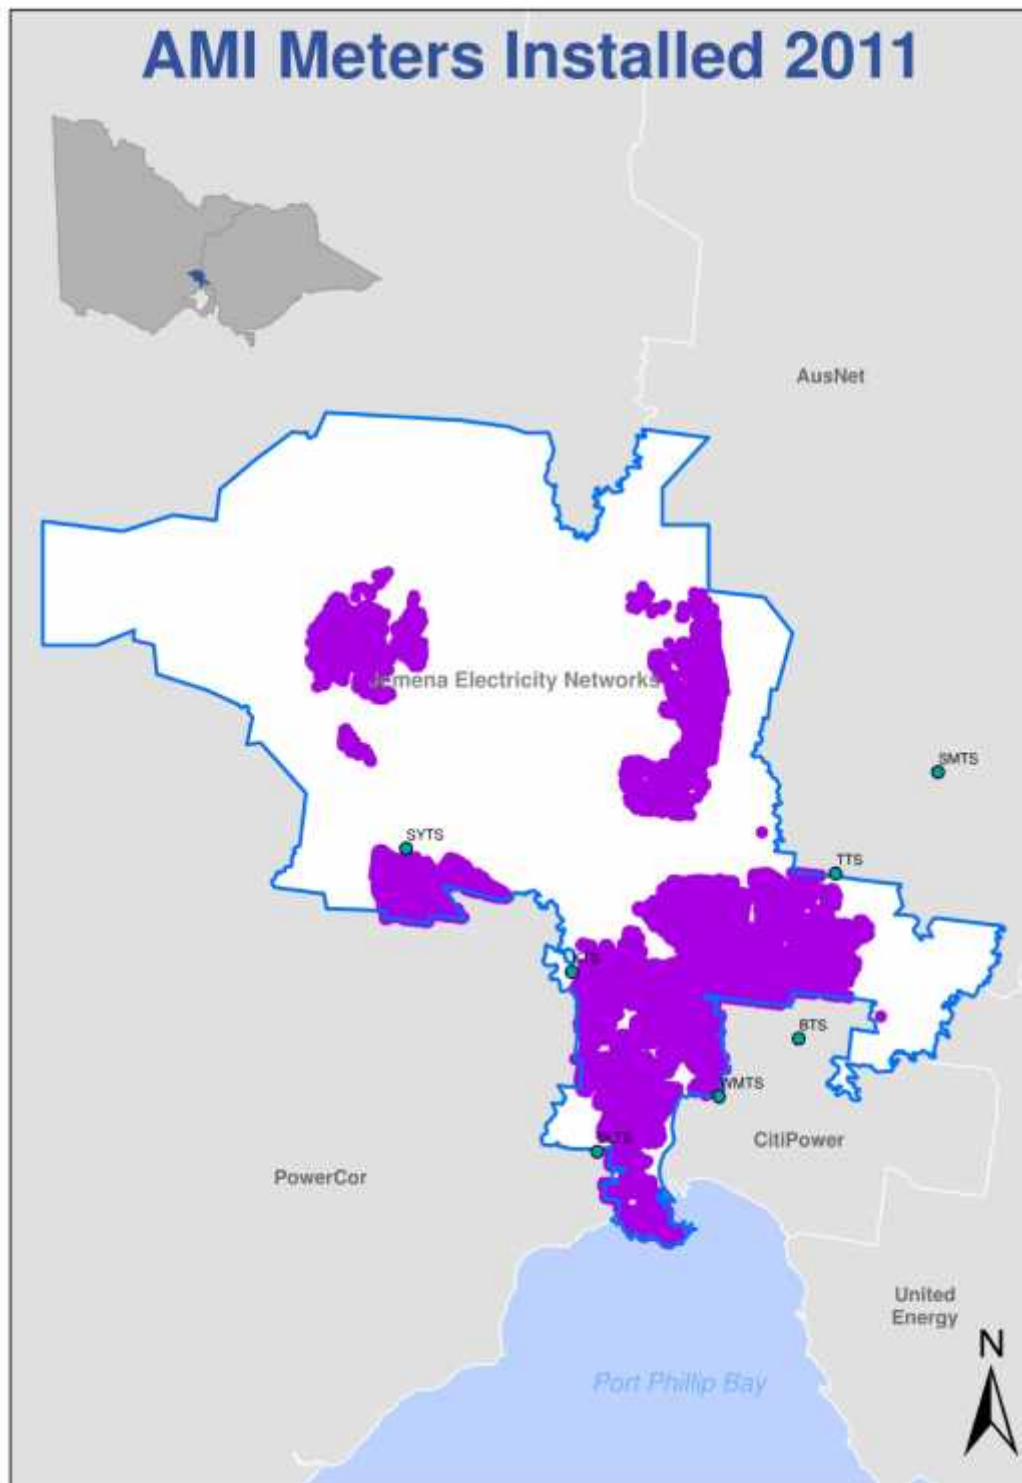 AMI Meters Installed 2011
AusNet
Jemena Electricity Networks
SMTS
SYTS
TTS
BTS
WMTS
CitiPower
PowerCor
United
Energy
N
Port Phillip Bay